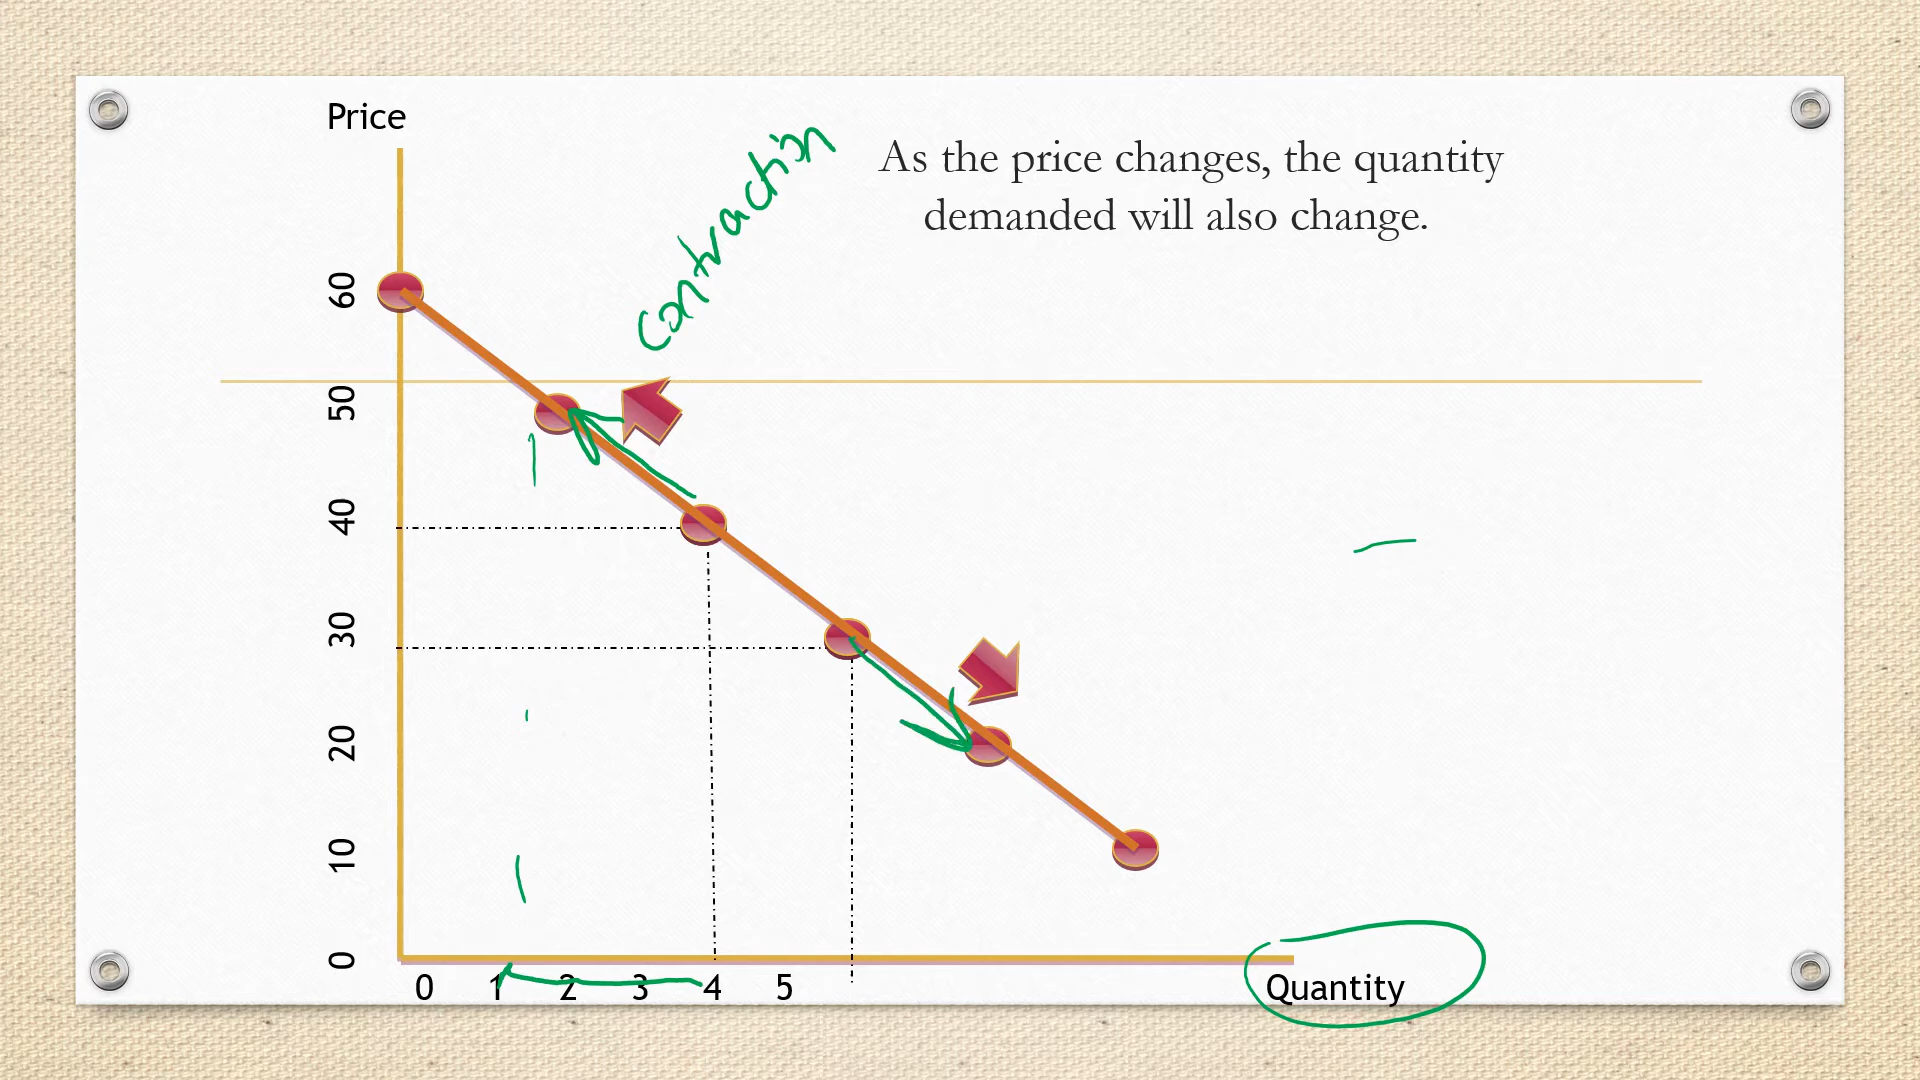 Price
contraction
As the price changes, the quantity
demanded will also change.
60
50
40
30
20
10
0
0 1 2 3 4 5
Quantity